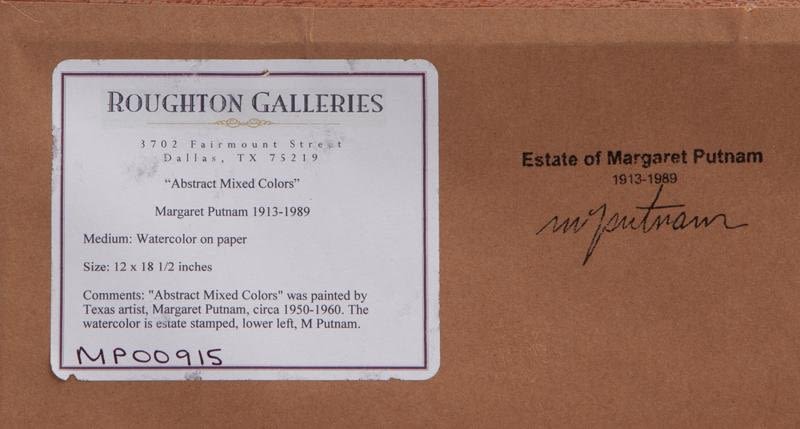 ROUGHTON GALLERIES
3702 Fairmount Street
Dallas, TX 75219
“Abstract Mixed Colors”
Margaret Putnam 1913-1989
Medium: Watercolor on paper
Size: 12 x 18 1/2 inches
Comments: "Abstract Mixed Colors" was painted by
Texas artist, Margaret Putnam, circa 1950-1960. The
watercolor is estate stamped, lower left, M Putnam.
MP00915
Estate of Margaret Putnam
1913-1989
m putnam